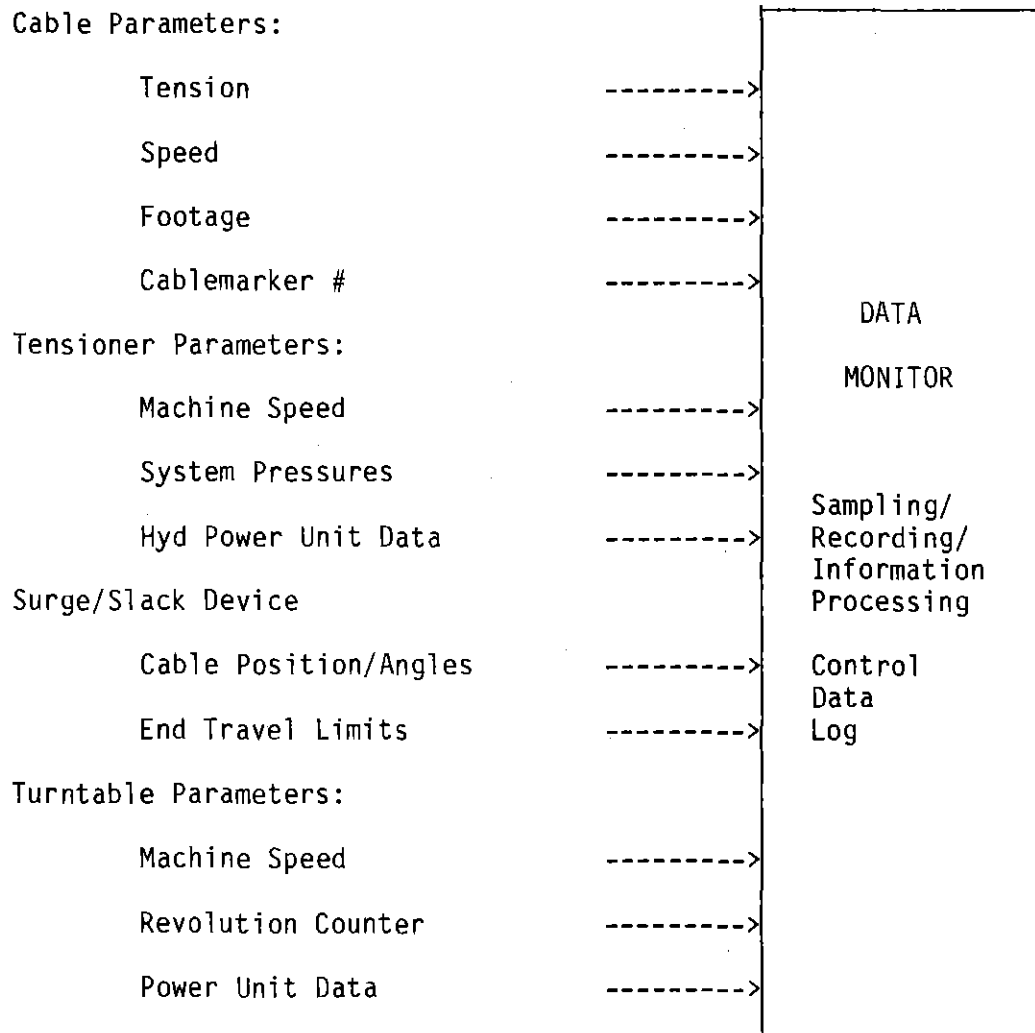 Cable Parameters:
Tension --------->
Speed --------->
Footage --------->
Cablemarker # --------->
Tensioner Parameters:
Machine Speed --------->
System Pressures --------->
Hyd Power Unit Data --------->
Surge/Slack Device
Cable Position/Angles --------->
End Travel Limits --------->
Turntable Parameters:
Machine Speed --------->
Revolution Counter --------->
Power Unit Data --------->
DATA
MONITOR
Sampling/
Recording/
Information
Processing
Control
Data
Log